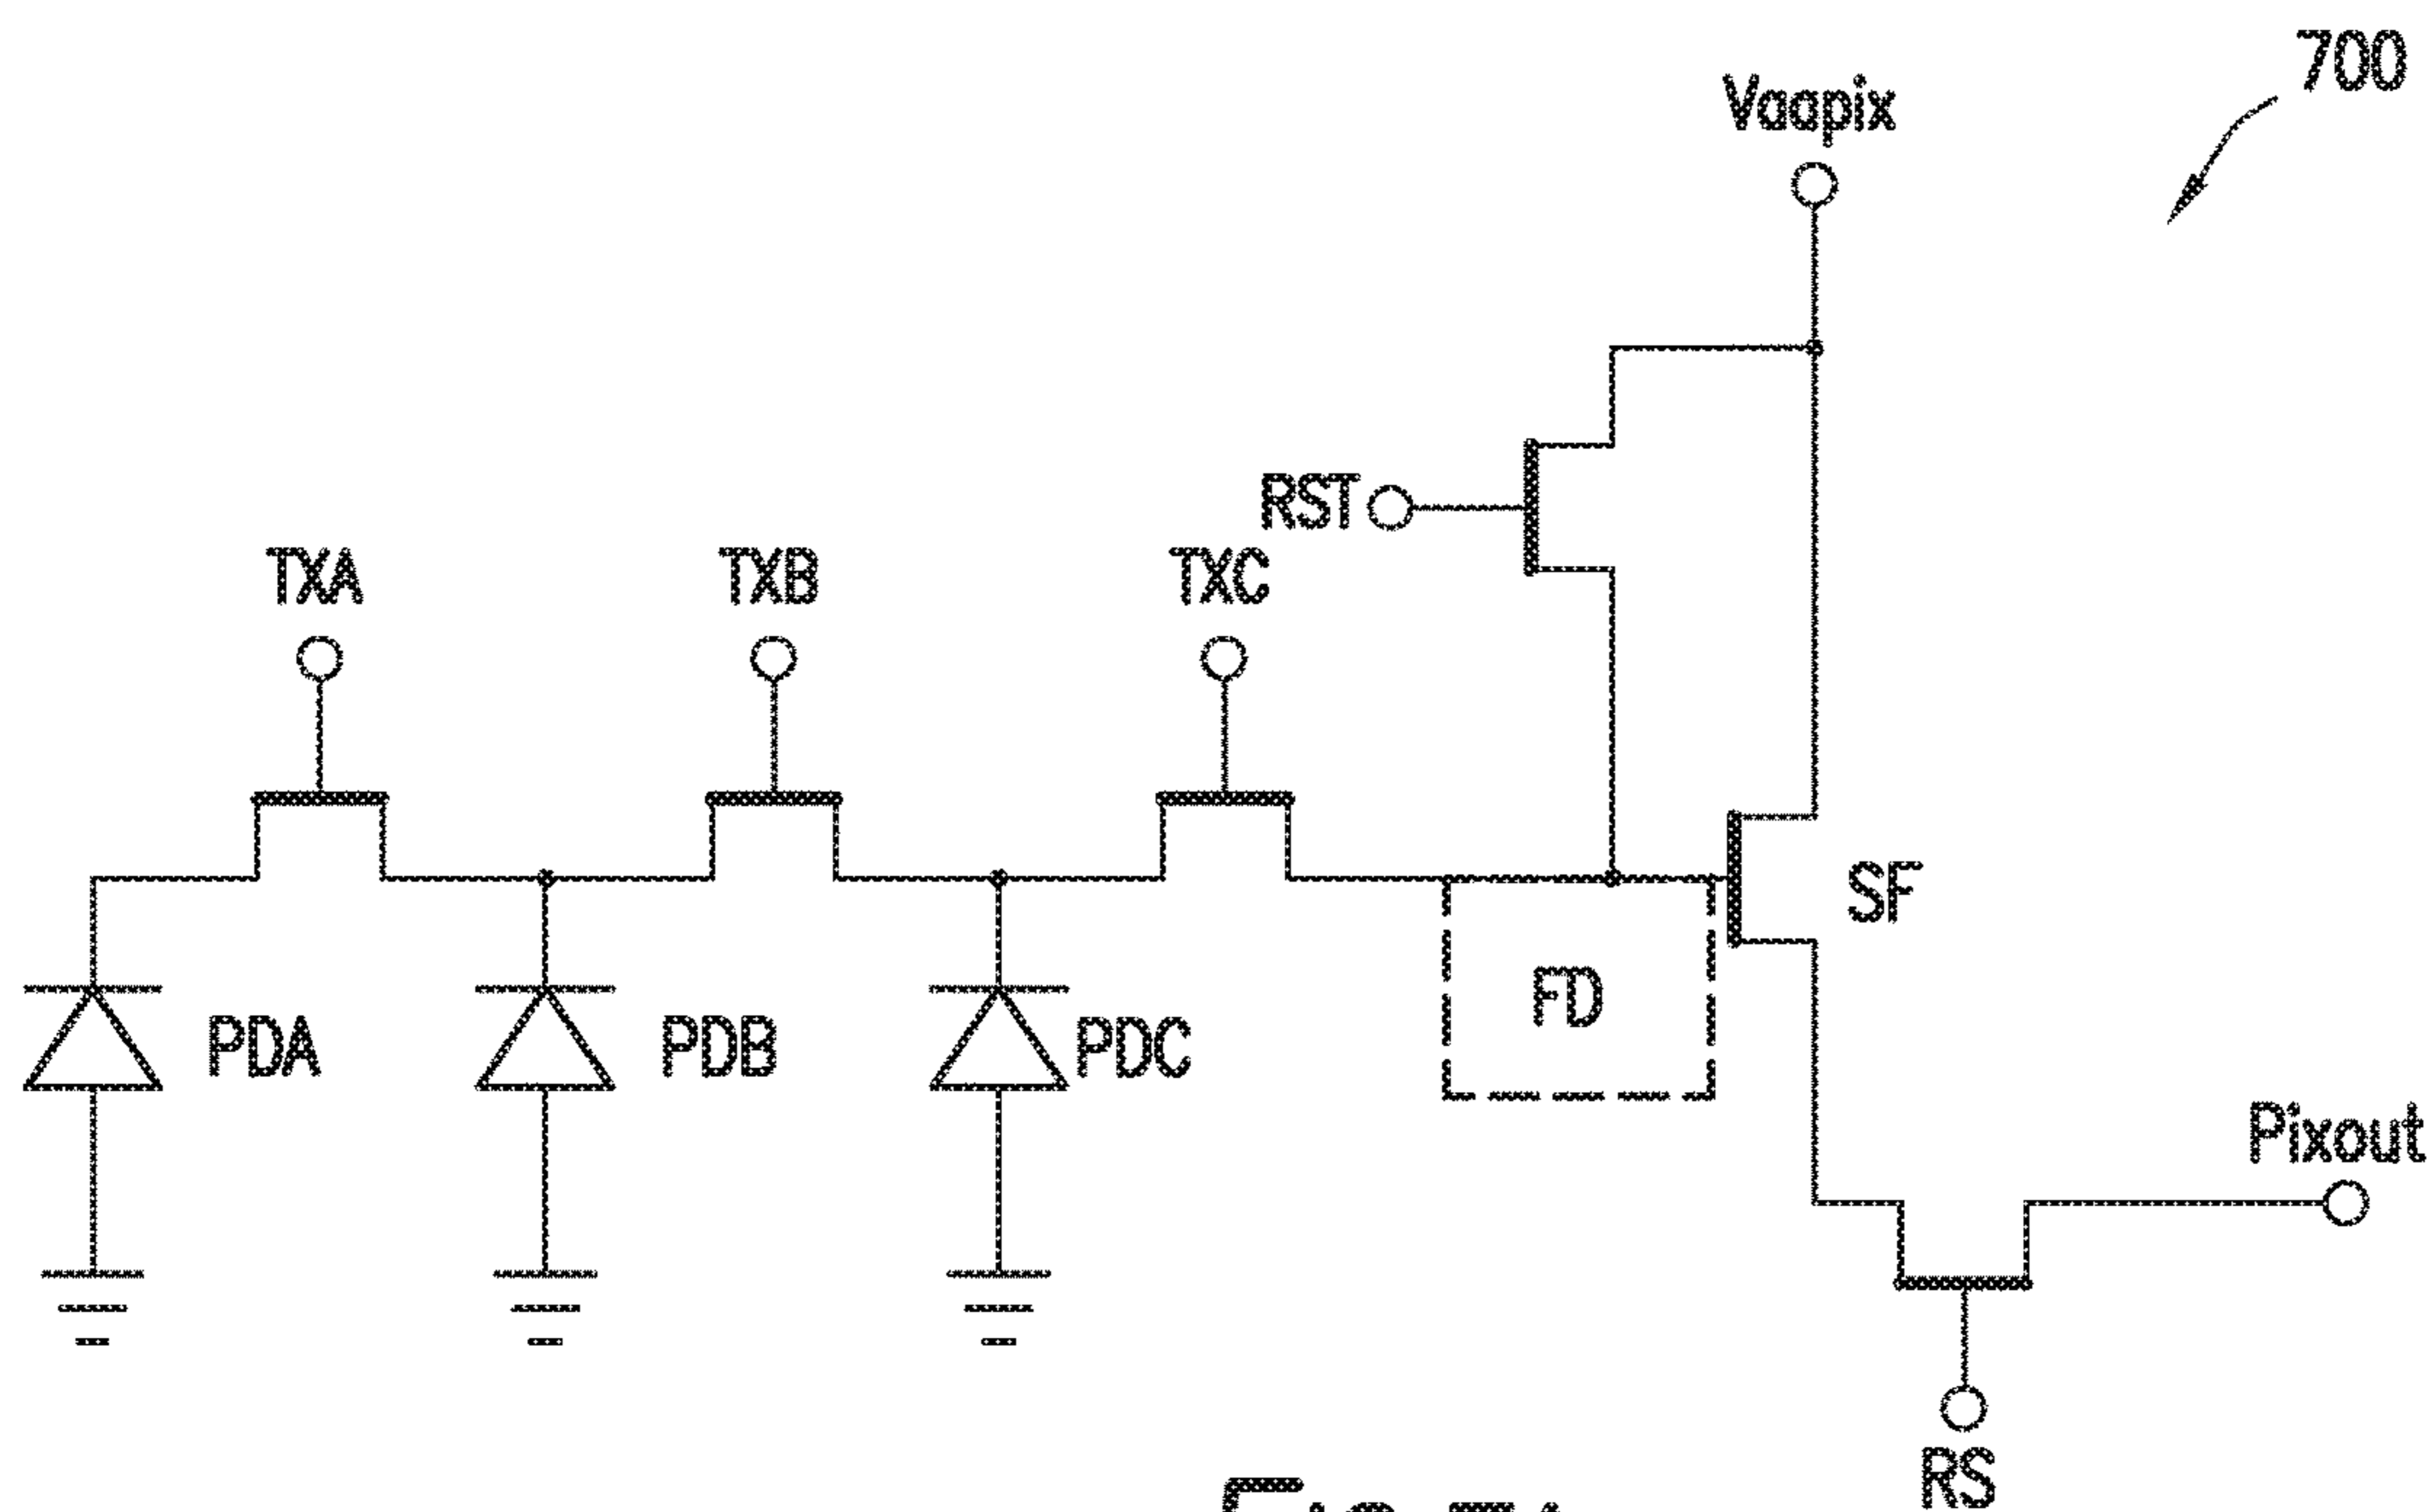 700
Vaapix
RST
TXA
TXB
TXC
SF
FD
PDA
PDB
PDC
Pixout
RS